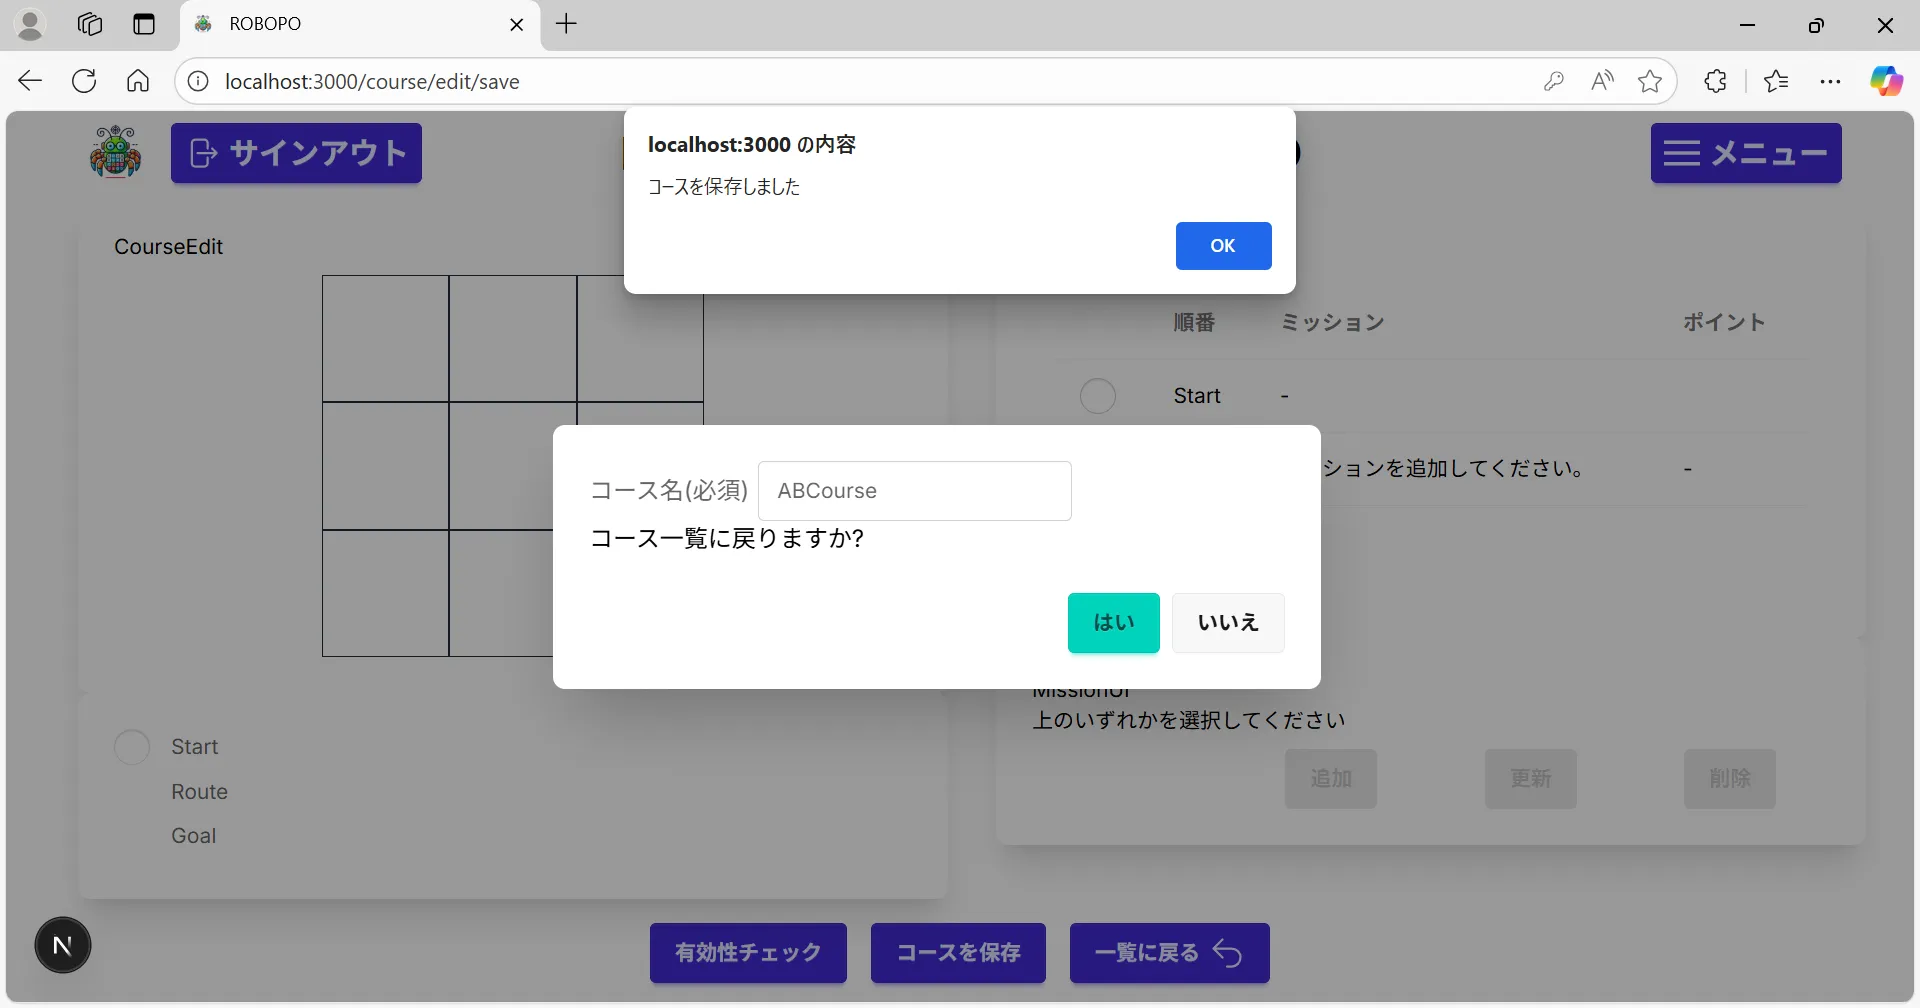 ROBOPO
localhost:3000/course/edit/save
サインアウト
メニュー
localhost:3000 の内容
コースを保存しました
OK
CourseEdit
順番 ミッション ポイント
Start -
ションを追加してください。 -
コース名(必須) ABCourse
コース一覧に戻りますか?
はい いいえ
MissionUI
上のいずれかを選択してください
追加 更新 削除
Start
Route
Goal
N
有効性チェック コースを保存 一覧に戻る